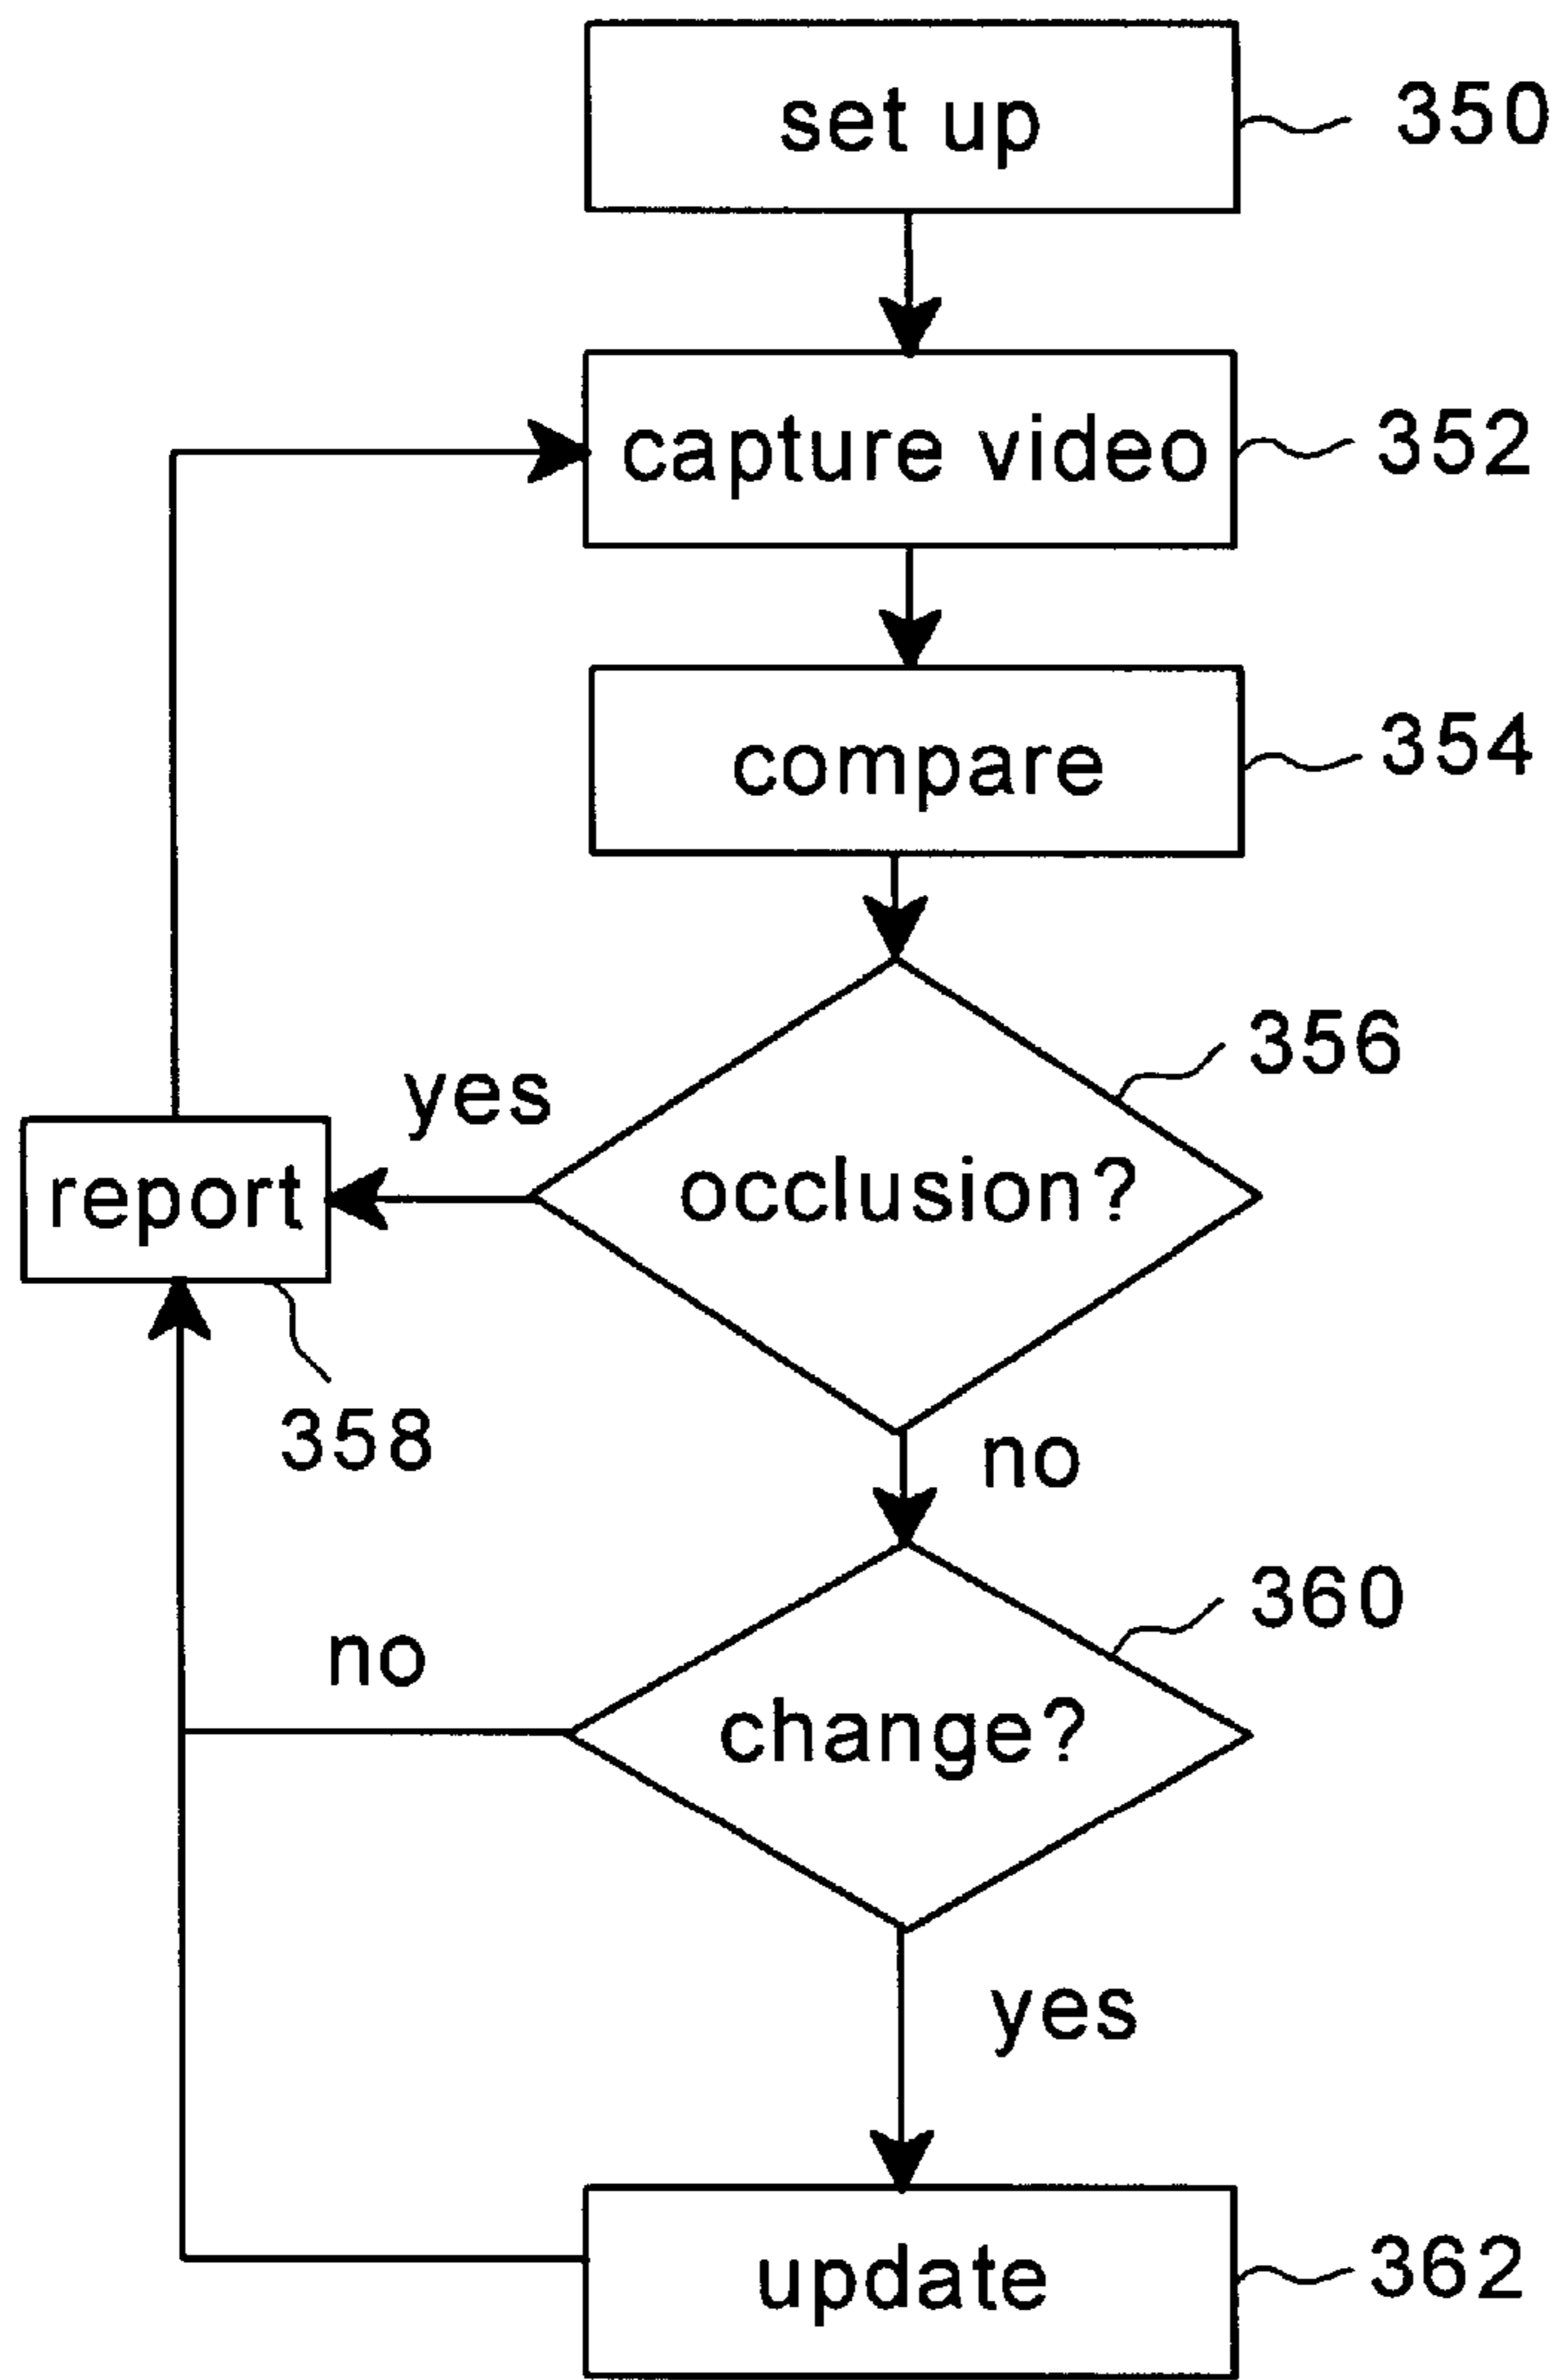 set up
350
capture video
352
compare
354
356
yes
occlusion?
report
358
no
360
no
change?
yes
update
362